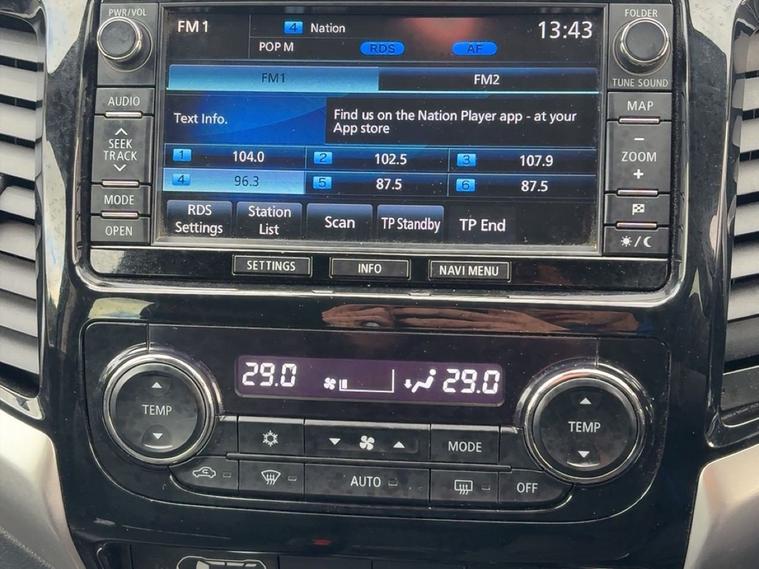 PWR/VOL
FM1
4 Nation
13:43
FOLDER
POP M
RDS
AF
FM1
FM2
TUNE SOUND
AUDIO
MAP
Text Info.
Find us on the Nation Player app - at your
App store
SEEK
TRACK
ZOOM
1 104.0
2 102.5
3 107.9
4 96.3
5 87.5
6 87.5
MODE
RDS
Settings
Station
List
Scan
TP Standby
TP End
OPEN
SETTINGS
INFO
NAVI MENU
29.0
29.0
TEMP
TEMP
MODE
AUTO
OFF